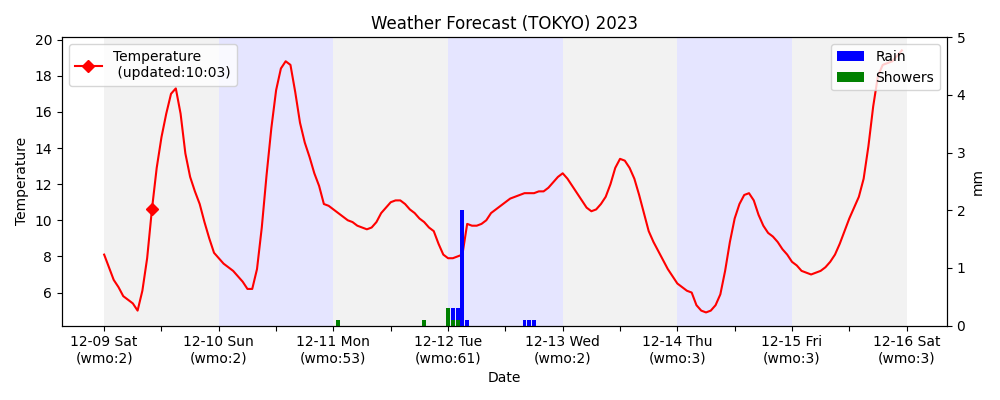 Weather Forecast (TOKYO) 2023
Temperature
(updated:10:03)
Rain
Showers
20
18
16
14
12
10
8
6
Temperature
5
4
3
2
1
0
mm
12-09 Sat 12-10 Sun 12-11 Mon 12-12 Tue 12-13 Wed 12-14 Thu 12-15 Fri 12-16 Sat
(wmo:2) (wmo:2) (wmo:53) (wmo:61) (wmo:2) (wmo:3) (wmo:3) (wmo:3)
Date